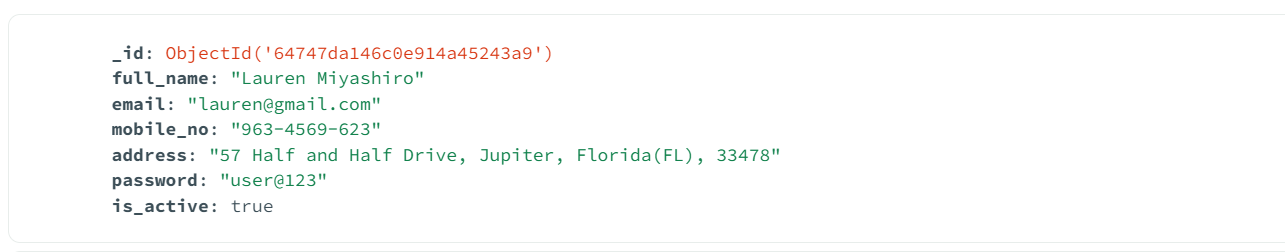 _id: ObjectId('64747da146c0e914a45243a9')
full_name: "Lauren Miyashiro"
email: "lauren@gmail.com"
mobile_no: "963-4569-623"
address: "57 Half and Half Drive, Jupiter, Florida(FL), 33478"
password: "user@123"
is_active: true